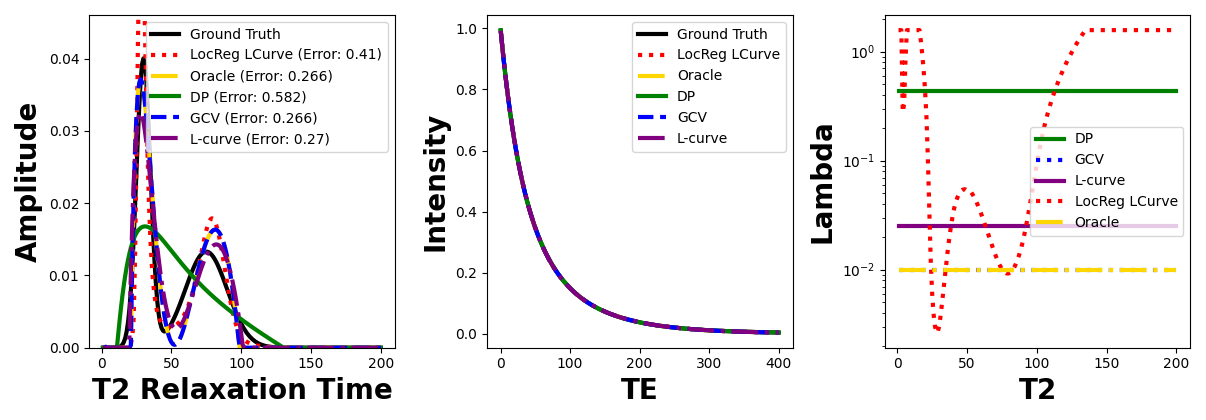 Amplitude
0.04
0.03
0.02
0.01
0.00
Ground Truth
LocReg LCurve (Error: 0.41)
Oracle (Error: 0.266)
DP (Error: 0.582)
GCV (Error: 0.266)
L-curve (Error: 0.27)
0 50 100 150 200
T2 Relaxation Time
Intensity
1.0
0.8
0.6
0.4
0.2
0.0
Ground Truth
LocReg LCurve
Oracle
DP
GCV
L-curve
0 100 200 300 400
TE
Lambda
10⁰
10⁻¹
10⁻²
DP
GCV
L-curve
LocReg LCurve
Oracle
0 50 100 150 200
T2